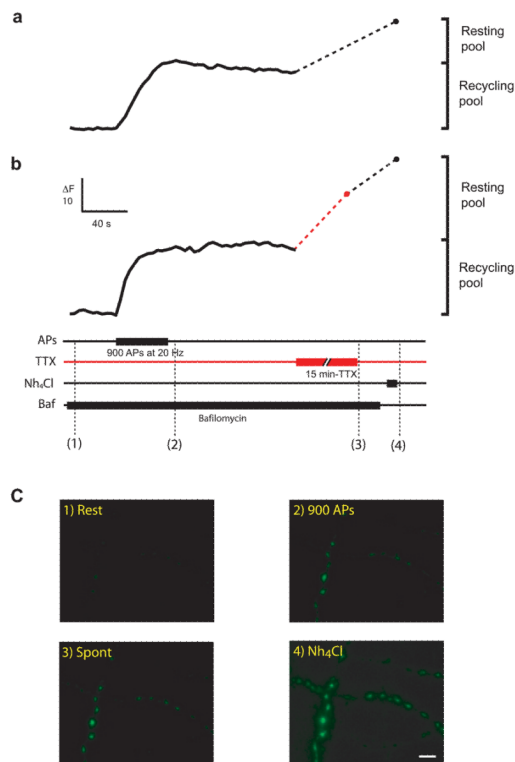 a
Resting
pool
Recycling
pool
b
ΔF
10
40 s
Resting
pool
Recycling
pool
APs
900 APs at 20 Hz
TTX
15 min-TTX
Nh₄Cl
Baf
Bafilomycin
(1) (2) (3) (4)
C
1) Rest
2) 900 APs
3) Spont
4) Nh₄Cl